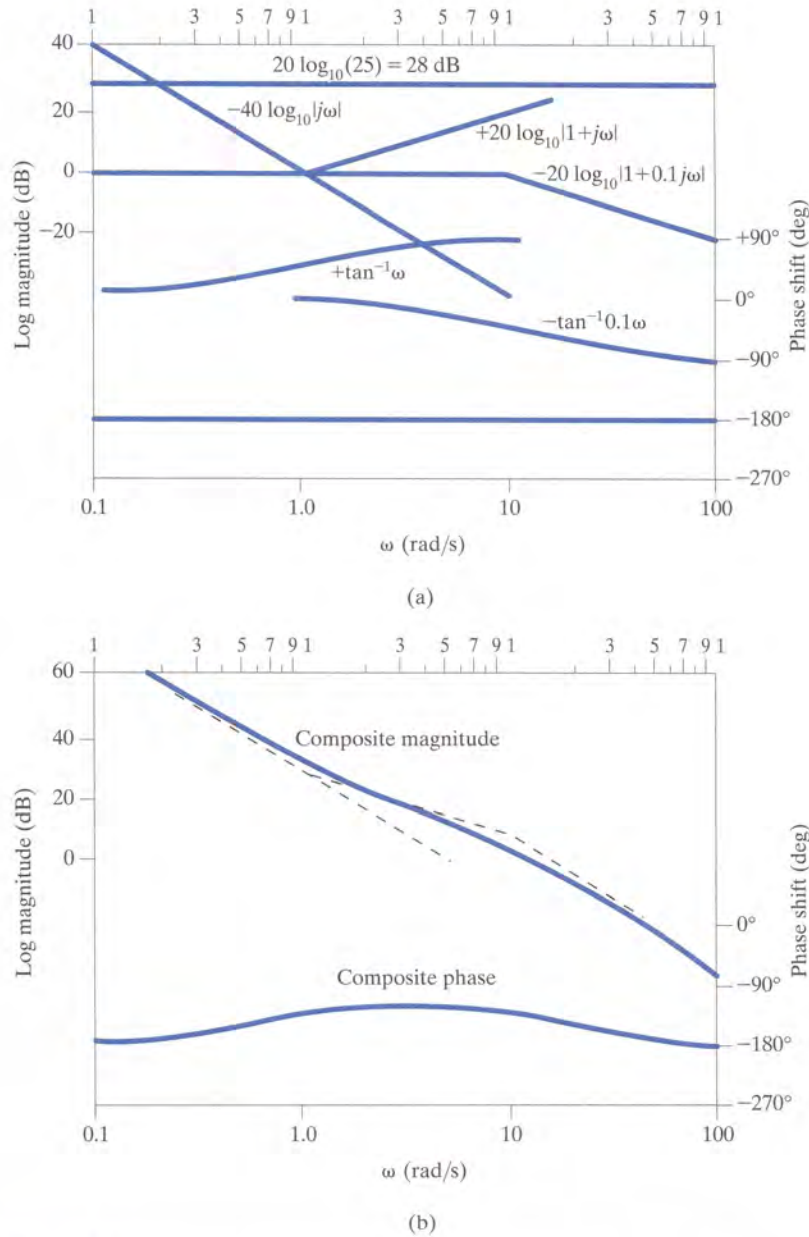 1 3 5 7 9 1 3 5 7 9 1 3 5 7 9 1
40
20 log₁₀(25) = 28 dB
−40 log₁₀|jω|
20
+20 log₁₀|1+jω|
0
−20 log₁₀|1+0.1jω|
−20
+90°
+tan⁻¹ω
0°
−tan⁻¹0.1ω
−90°
−180°
−270°
Log magnitude (dB)
Phase shift (deg)
0.1 1.0 10 100
ω (rad/s)
(a)
1 3 5 7 9 1 3 5 7 9 1 3 5 7 9 1
60
Composite magnitude
40
20
0
0°
Composite phase
−90°
−180°
−270°
Log magnitude (dB)
Phase shift (deg)
0.1 1.0 10 100
ω (rad/s)
(b)